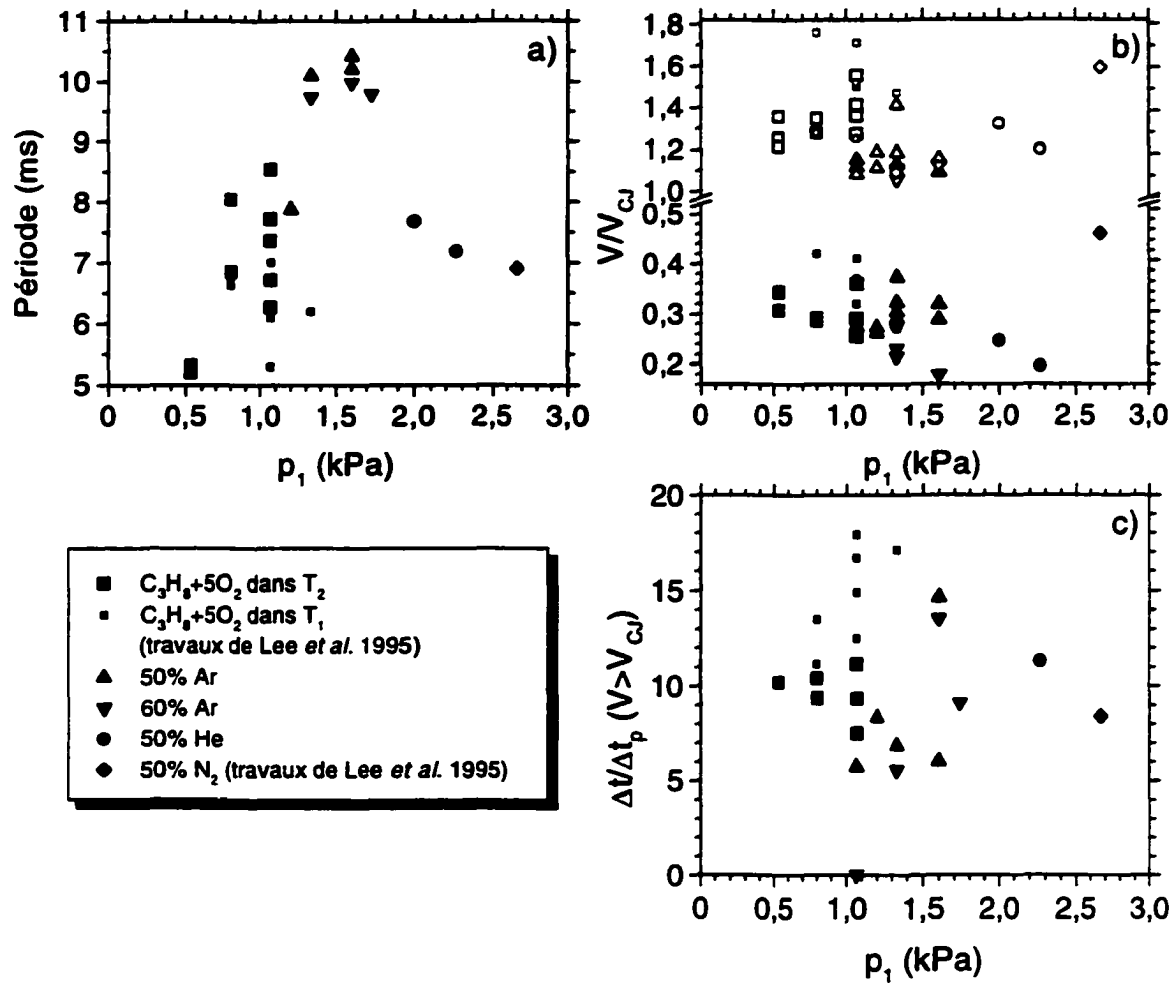 a)
11
10
9
8
7
6
5
Période (ms)
0 0,5 1,0 1,5 2,0 2,5 3,0
p₁ (kPa)
b)
1,8
1,6
1,4
1,2
1,0
0,5
0,4
0,3
0,2
V/V_CJ
0 0,5 1,0 1,5 2,0 2,5 3,0
p₁ (kPa)
C₃H₈+5O₂ dans T₂
C₃H₈+5O₂ dans T₁
(travaux de Lee et al. 1995)
50% Ar
60% Ar
50% He
50% N₂ (travaux de Lee et al. 1995)
c)
20
15
10
5
0
Δt/Δt_p (V>V_CJ)
0 0,5 1,0 1,5 2,0 2,5 3,0
p₁ (kPa)